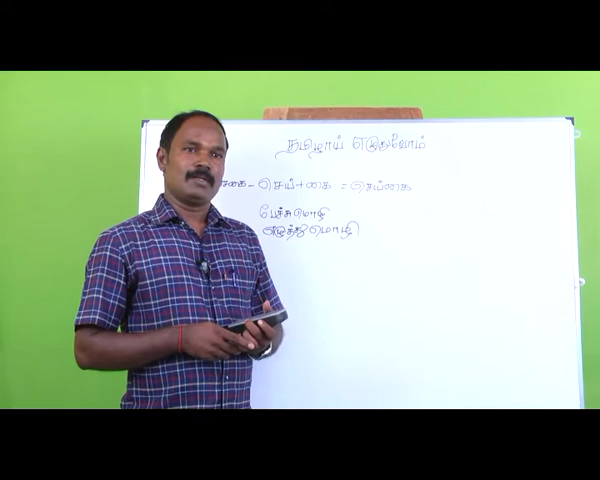 தமிழாய் எழுதுவோம்
செய்+கை = செய்கை
பேச்சுமொழி
எழுத்துமொழி